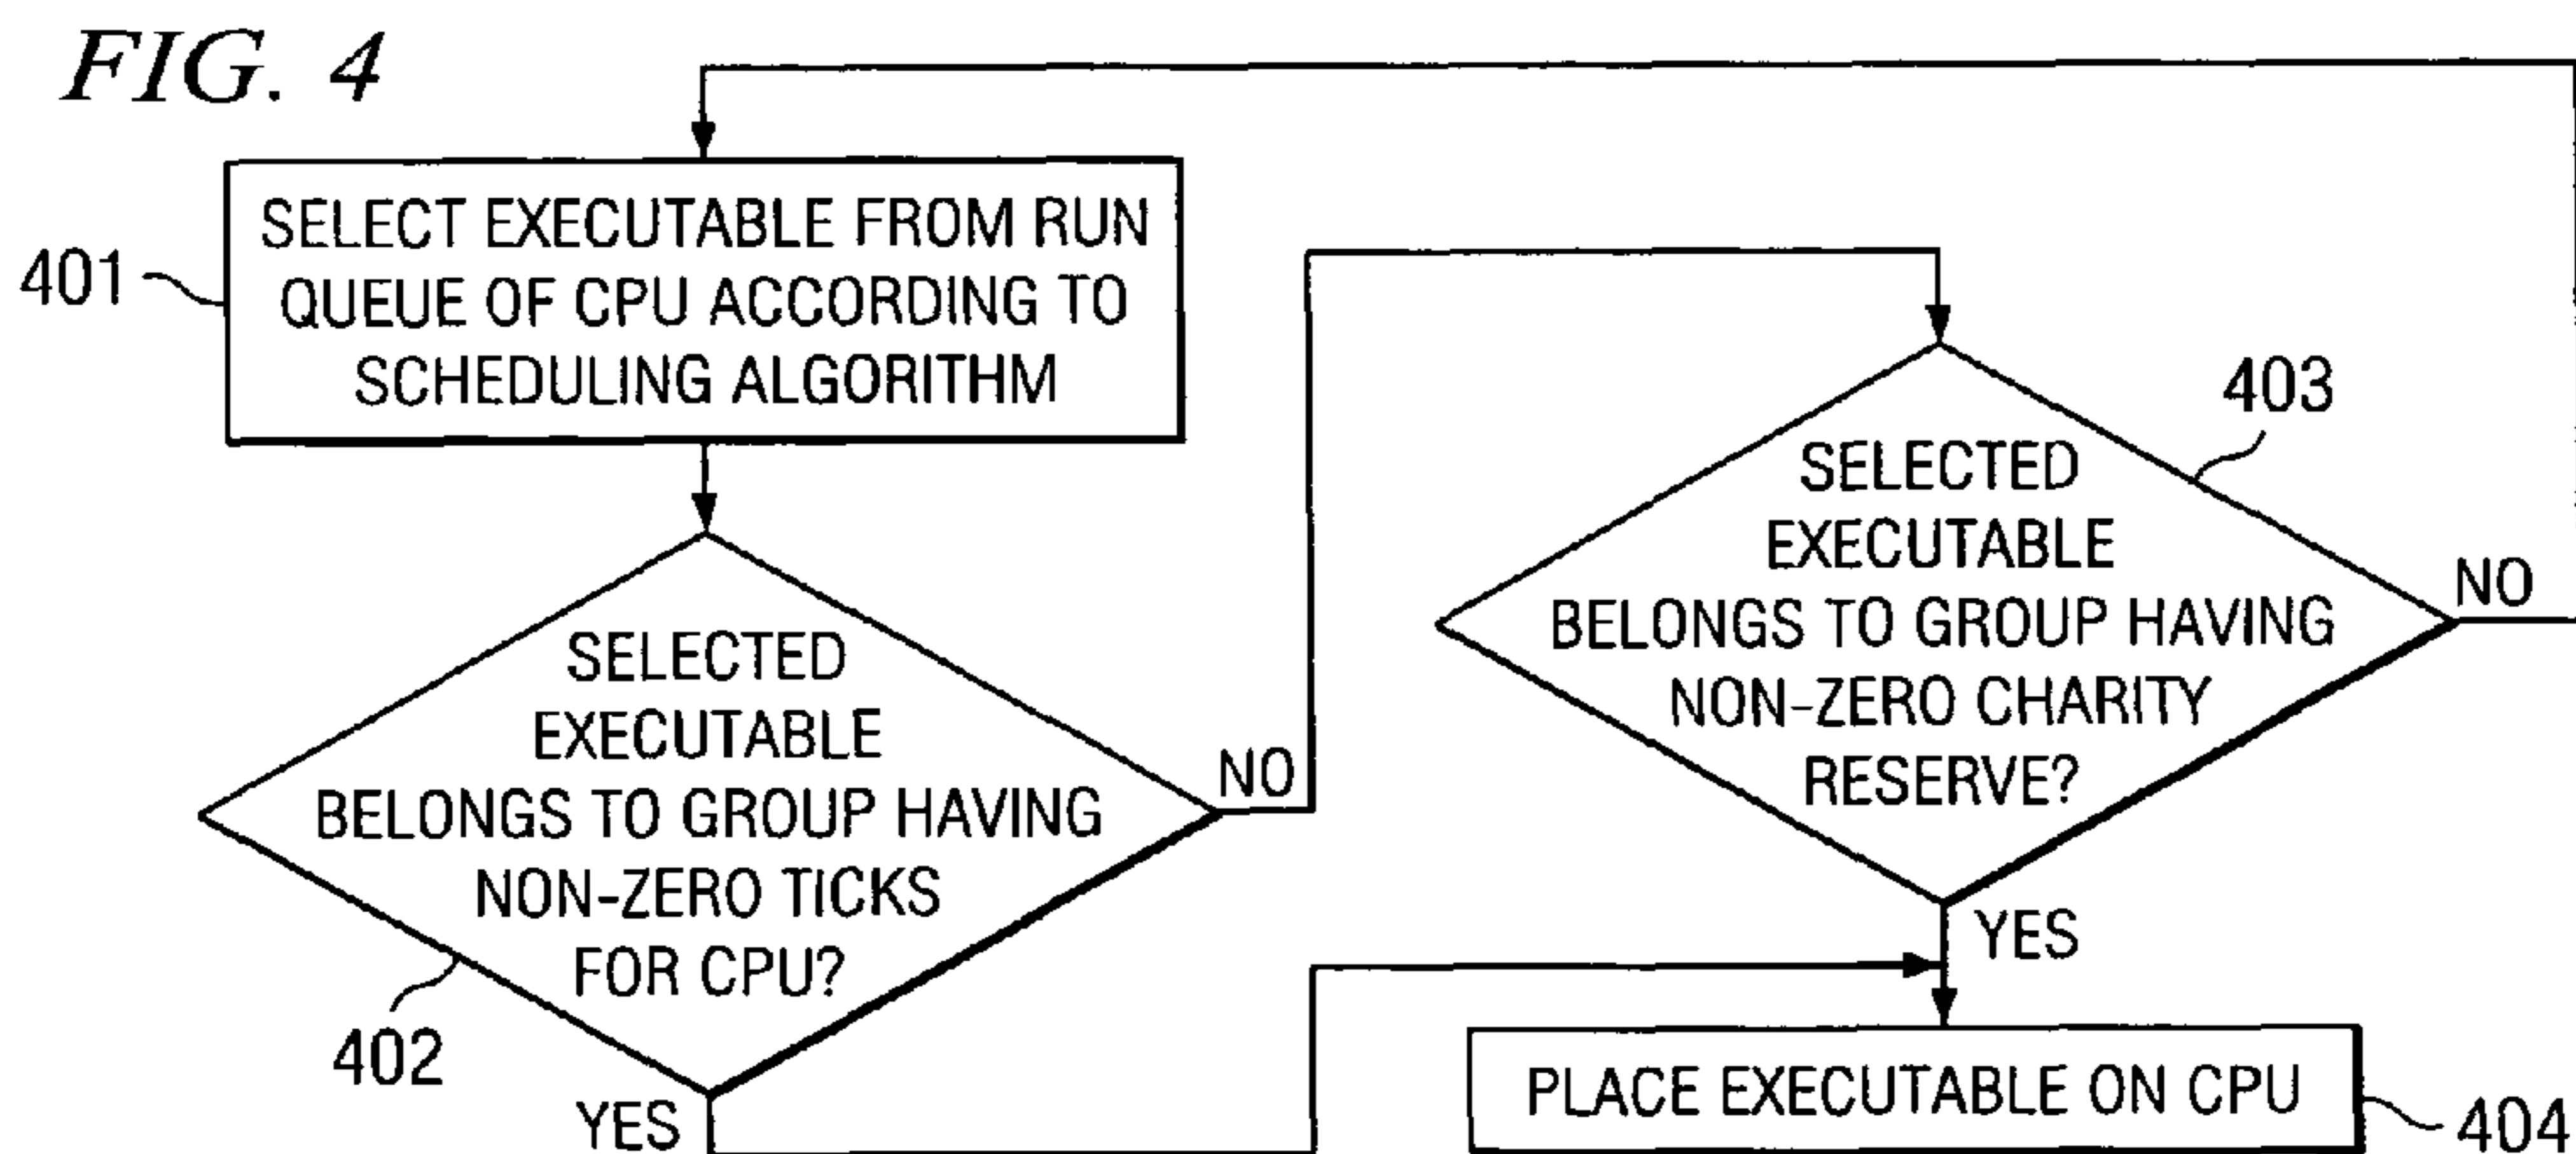 FIG. 4
401
SELECT EXECUTABLE FROM RUN
QUEUE OF CPU ACCORDING TO
SCHEDULING ALGORITHM
402
SELECTED
EXECUTABLE
BELONGS TO GROUP HAVING
NON-ZERO TICKS
FOR CPU?
NO
YES
403
SELECTED
EXECUTABLE
BELONGS TO GROUP HAVING
NON-ZERO CHARITY
RESERVE?
NO
YES
PLACE EXECUTABLE ON CPU
404